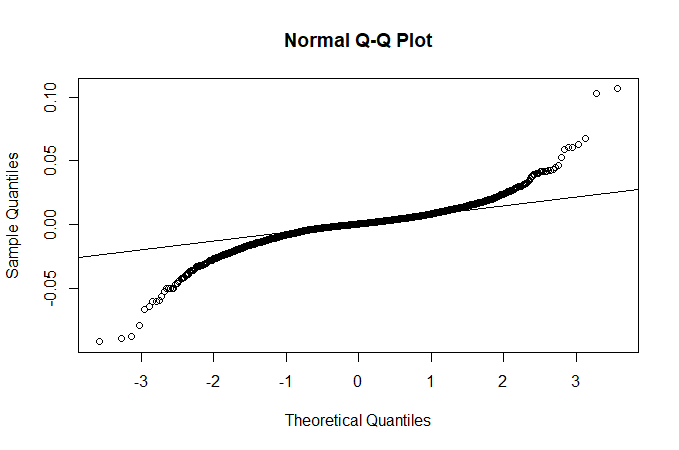 Normal Q-Q Plot
Sample Quantiles
0.10
0.05
0.00
-0.05
-3 -2 -1 0 1 2 3
Theoretical Quantiles